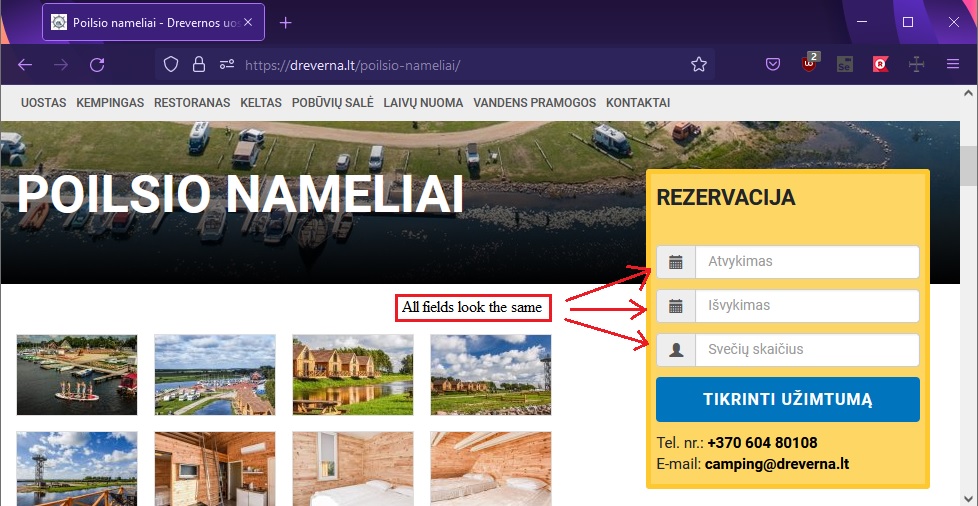 Poilsio nameliai - Drevernos uos
2
https://dreverna.lt/poilsio-nameliai/
UOSTAS KEMPINGAS RESTORANAS KELTAS POBŪVIŲ SALĖ LAIVŲ NUOMA VANDENS PRAMOGOS KONTAKTAI
POILSIO NAMELIAI
REZERVACIJA
Atvykimas
All fields look the same
Išvykimas
Svečių skaičius
TIKRINTI UŽIMTUMĄ
Tel. nr.: +370 604 80108
E-mail: camping@dreverna.lt